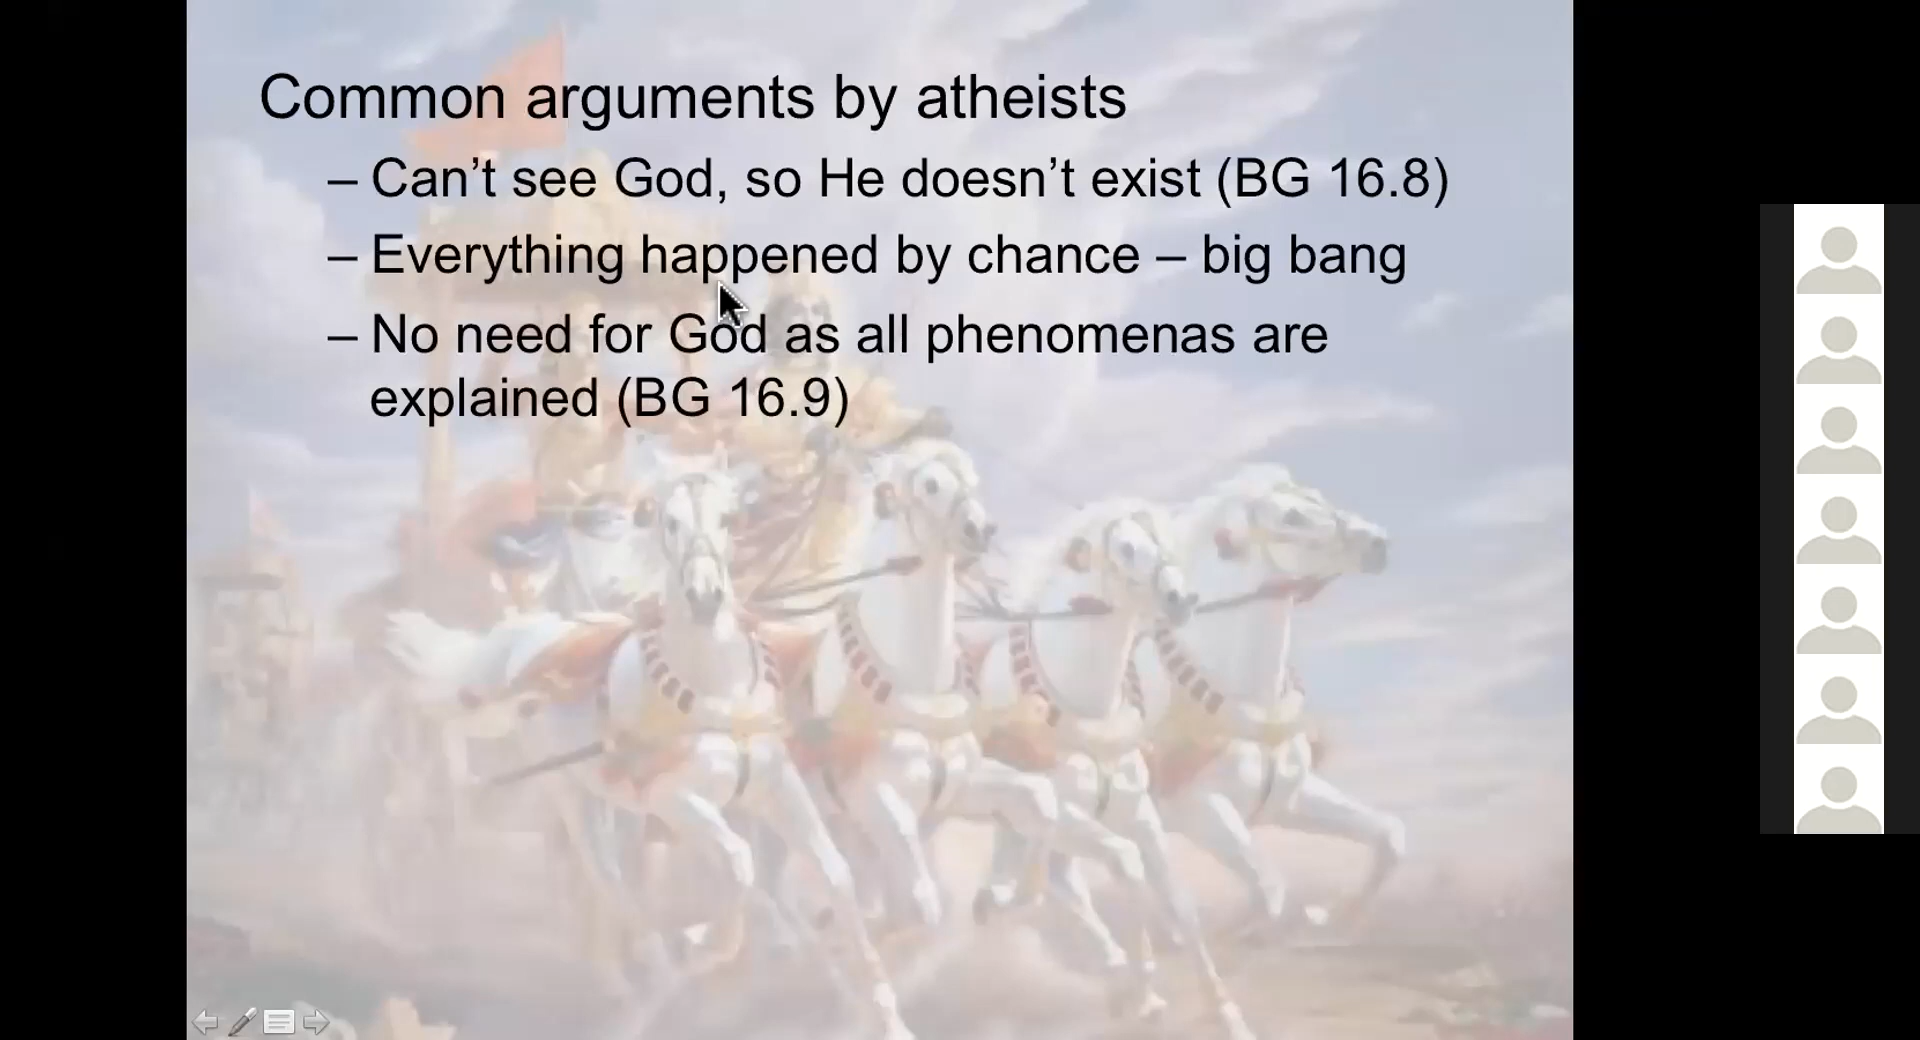 Common arguments by atheists
– Can’t see God, so He doesn’t exist (BG 16.8)
– Everything happened by chance – big bang
– No need for God as all phenomenas are
explained (BG 16.9)